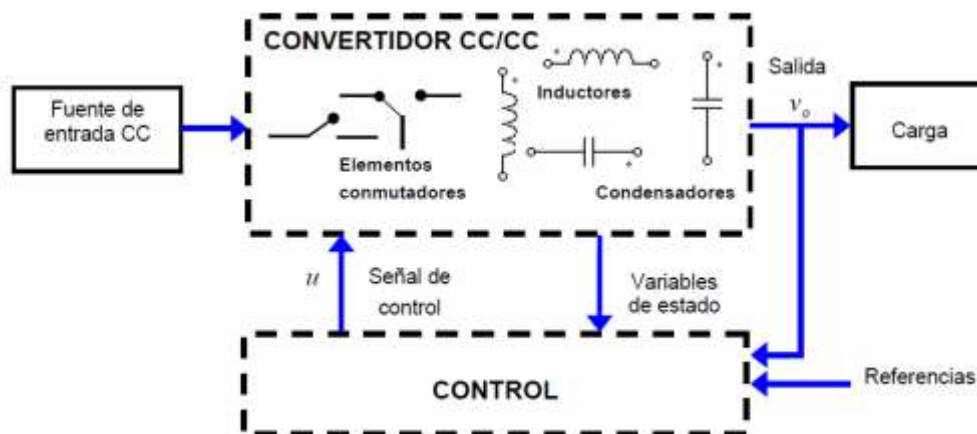 CONVERTIDOR CC/CC
Fuente de
entrada CC
Inductores
Elementos
conmutadores
Condensadores
Salida
v_o
Carga
u
Señal de
control
Variables
de estado
CONTROL
Referencias